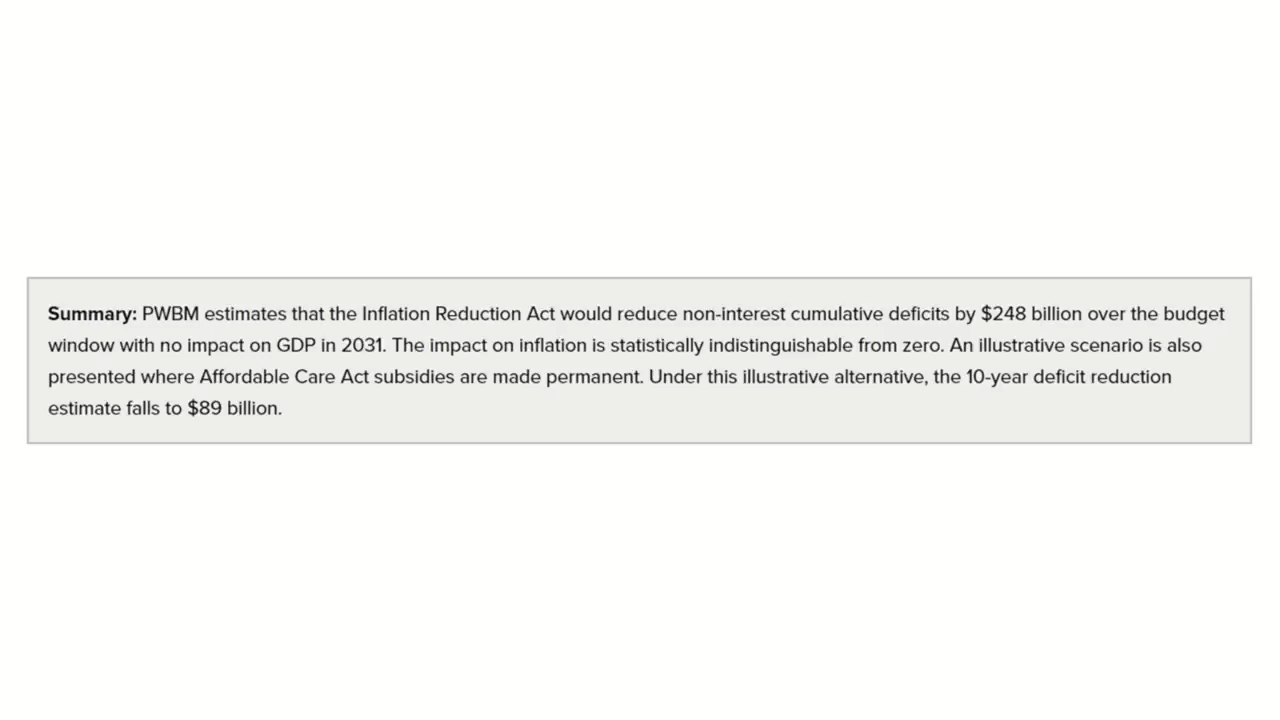 Summary: PWBM estimates that the Inflation Reduction Act would reduce non-interest cumulative deficits by $248 billion over the budget
window with no impact on GDP in 2031. The impact on inflation is statistically indistinguishable from zero. An illustrative scenario is also
presented where Affordable Care Act subsidies are made permanent. Under this illustrative alternative, the 10-year deficit reduction
estimate falls to $89 billion.